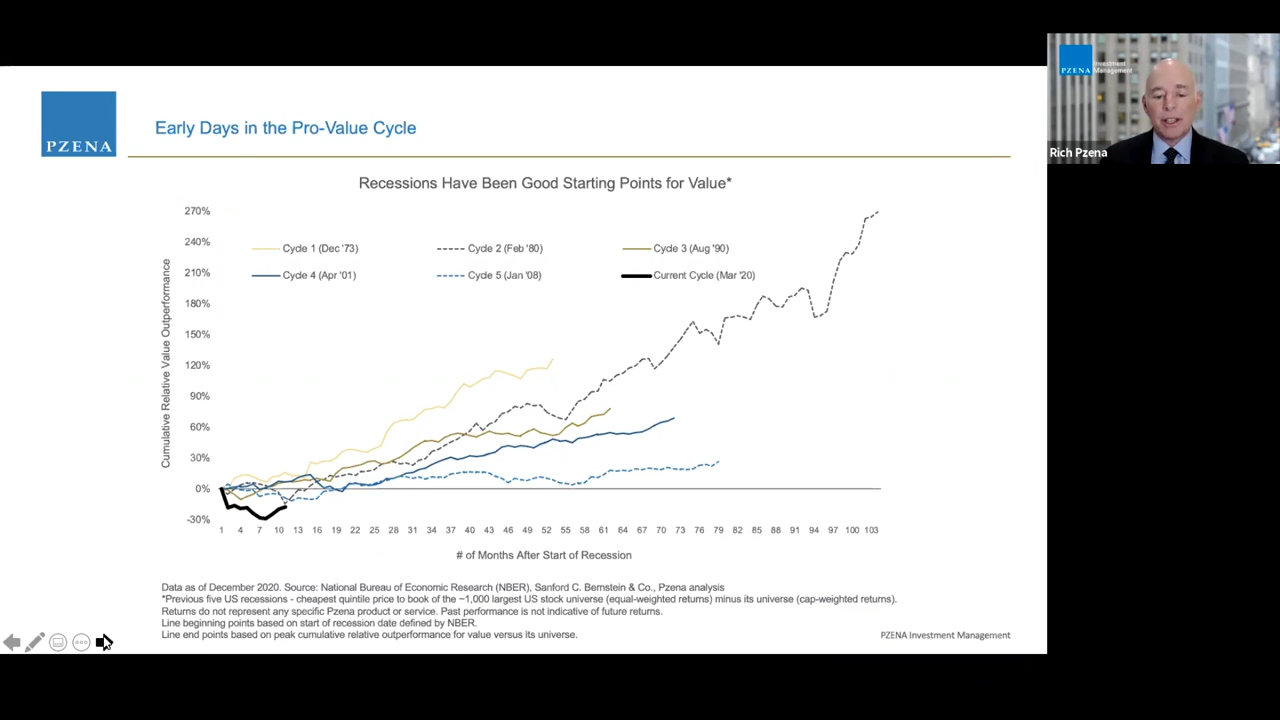 PZENA
Investment
Management
Rich Pzena
PZENA
Early Days in the Pro-Value Cycle
Recessions Have Been Good Starting Points for Value*
Cumulative Relative Value Outperformance
270%
240%
210%
180%
150%
120%
90%
60%
30%
0%
-30%
Cycle 1 (Dec '73)
Cycle 2 (Feb '80)
Cycle 3 (Aug '90)
Cycle 4 (Apr '01)
Cycle 5 (Jan '08)
Current Cycle (Mar '20)
1 4 7 10 13 16 19 22 25 28 31 34 37 40 43 46 49 52 55 58 61 64 67 70 73 76 79 82 85 88 91 94 97 100 103
# of Months After Start of Recession
Data as of December 2020. Source: National Bureau of Economic Research (NBER), Sanford C. Bernstein & Co., Pzena analysis
*Previous five US recessions - cheapest quintile price to book of the ~1,000 largest US stock universe (equal-weighted returns) minus its universe (cap-weighted returns).
Returns do not represent any specific Pzena product or service. Past performance is not indicative of future returns.
Line beginning points based on start of recession date defined by NBER.
Line end points based on peak cumulative relative outperformance for value versus its universe.
PZENA Investment Management